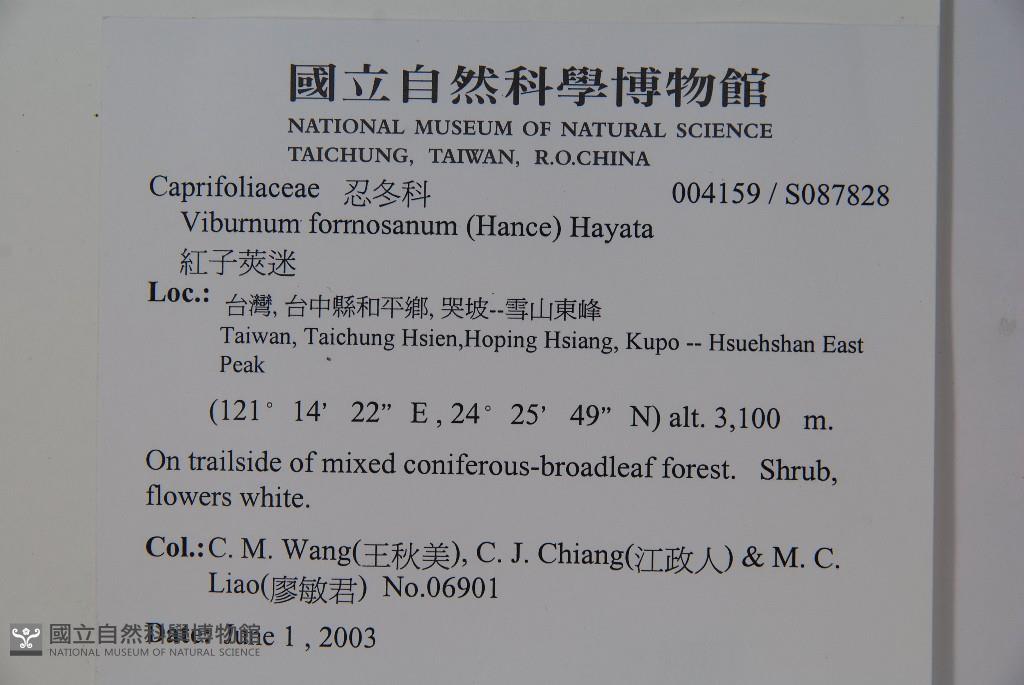 國立自然科學博物館
NATIONAL MUSEUM OF NATURAL SCIENCE
TAICHUNG, TAIWAN, R.O.CHINA
Caprifoliaceae 忍冬科 004159 / S087828
Viburnum formosanum (Hance) Hayata
紅子莢迷
Loc.: 台灣, 台中縣和平鄉, 哭坡--雪山東峰
Taiwan, Taichung Hsien,Hoping Hsiang, Kupo -- Hsuehshan East
Peak
(121° 14’ 22” E , 24° 25’ 49” N) alt. 3,100 m.
On trailside of mixed coniferous-broadleaf forest. Shrub,
flowers white.
Col.: C. M. Wang(王秋美), C. J. Chiang(江政人) & M. C.
Liao(廖敏君) No.06901
Date: June 1 , 2003
國立自然科學博物館
NATIONAL MUSEUM OF NATURAL SCIENCE